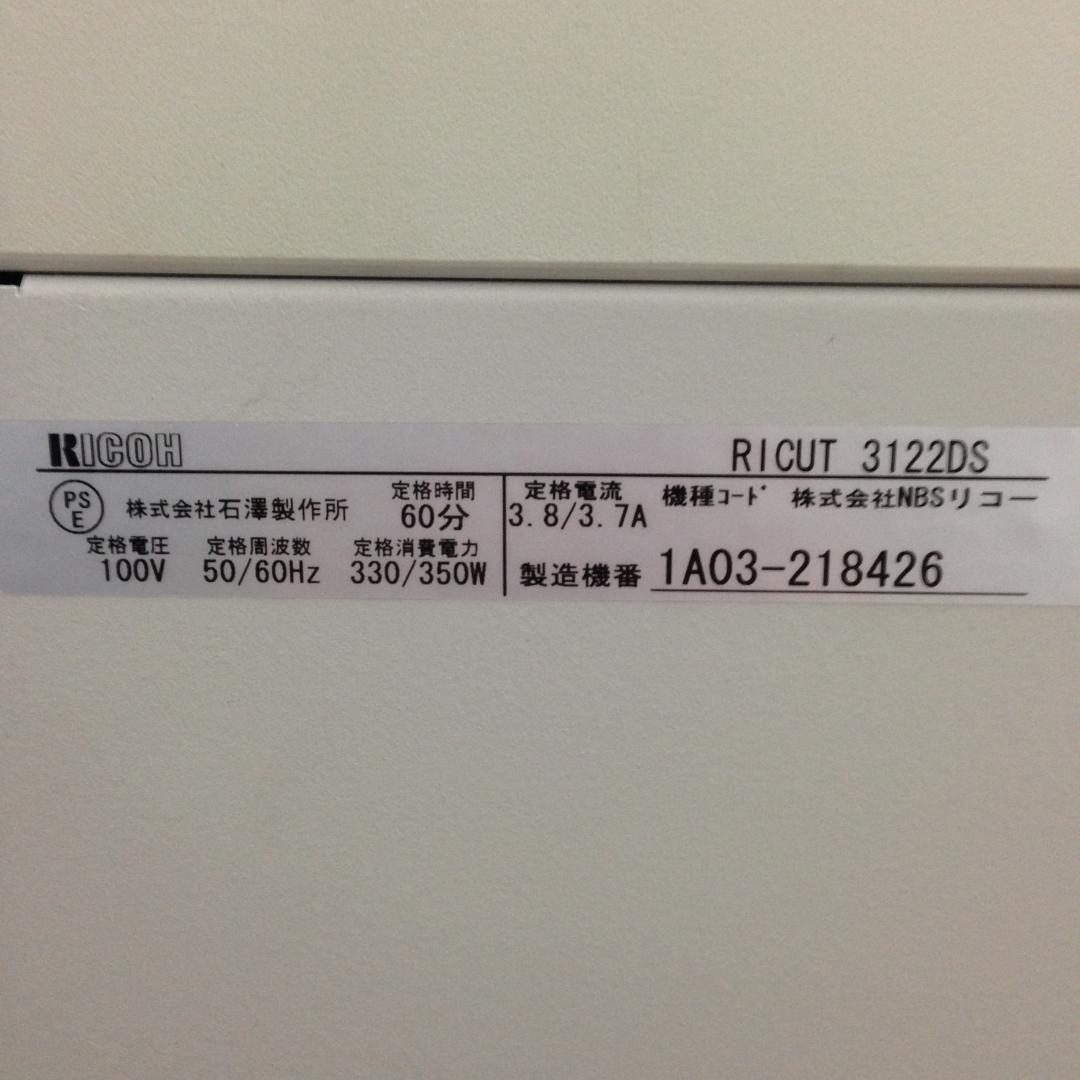 RICOH RICUT 3122DS
PSE 株式会社石澤製作所 定格時間 60分 定格電流 3.8/3.7A 機種ｺｰﾄﾞ 株式会社NBSリコー
定格電圧 100V 定格周波数 50/60Hz 定格消費電力 330/350W 製造機番 1A03-218426